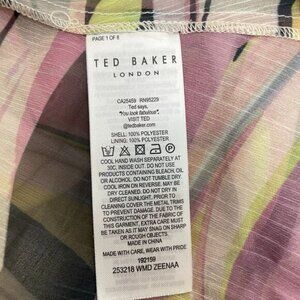 PAGE 1 OF 8
TED BAKER
LONDON
CA25459 RN95229
Ted says,
"You look fabulous".
VISIT TED
@tedbaker.com
SHELL: 100% POLYESTER
LINING: 100% POLYESTER
COOL HAND WASH SEPARATELY AT
30C, INSIDE OUT. DO NOT USE
PRODUCTS CONTAINING BLEACH, OIL
OR ALCOHOL. DO NOT TUMBLE DRY.
COOL IRON ON REVERSE. MAY BE
DRY CLEANED. DO NOT DRY IN
DIRECT SUNLIGHT. PRIOR TO
DRY CLEANING COVER THE METAL TRIMS
TO PREVENT DAMAGE. DUE TO THE
CONSTRUCTION OF THE FABRIC OF
THIS GARMENT, EXTRA CARE MUST
BE TAKEN AS IT MAY SNAG ON SHARP
OR ROUGH OBJECTS.
MADE IN CHINA
MADE WITH CARE, WEAR WITH PRIDE
192159
253218 WMD ZEENAA